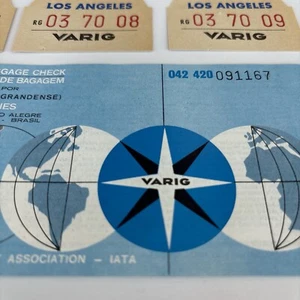 LOS ANGELES
RG 03 70 08
VARIG
LOS ANGELES
RG 03 70 09
VARIG
GAGE CHECK
DE BAGAGEM
POR
GRANDENSE)
ES
O ALEGRE
- BRASIL
042 420 091167
VARIG
ASSOCIATION - IATA